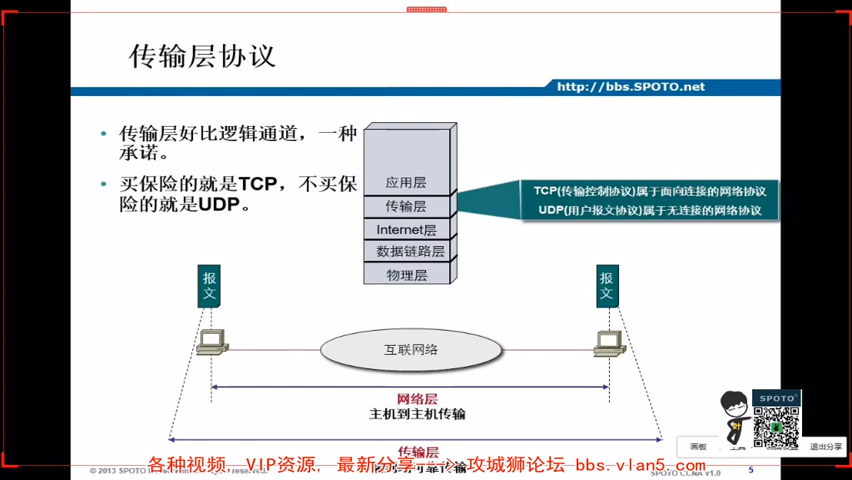 传输层协议
http://bbs.SPOTO.net
• 传输层好比逻辑通道，一种
承诺。
• 买保险的就是TCP，不买保
险的就是UDP。
应用层
传输层
Internet层
数据链路层
物理层
TCP(传输控制协议)属于面向连接的网络协议
UDP(用户报文协议)属于无连接的网络协议
报
文
报
文
互联网络
网络层
主机到主机传输
传输层
SPOTO
画板
退出分享
各种视频, VIP资源, 最新分享--->攻城狮论坛 bbs.vlan5.com
© 2013 SPOTO
SPOTO CCNA v1.0
5